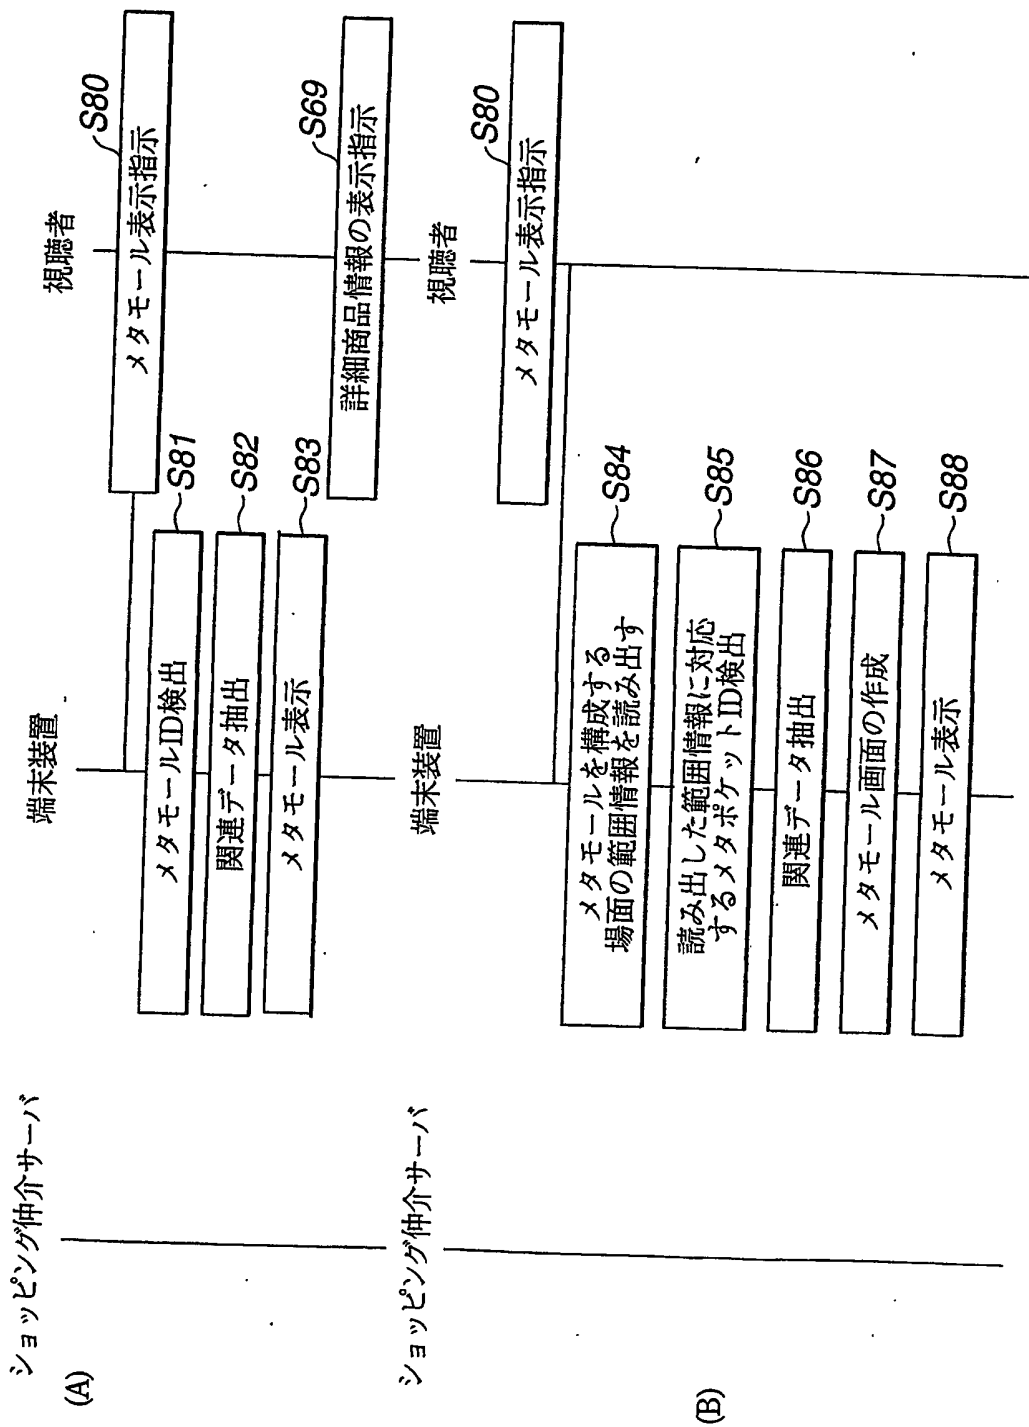 (A)
ショッピング仲介サーバ
端末装置
視聴者
メタモール表示指示
S80
メタモールID検出
S81
関連データ抽出
S82
メタモール表示
S83
詳細商品情報の表示指示
S69
(B)
ショッピング仲介サーバ
端末装置
視聴者
メタモール表示指示
S80
メタモールを構成する
場面の範囲情報を読み出す
S84
読み出した範囲情報に対応
するメタポケットID検出
S85
関連データ抽出
S86
メタモール画面の作成
S87
メタモール表示
S88